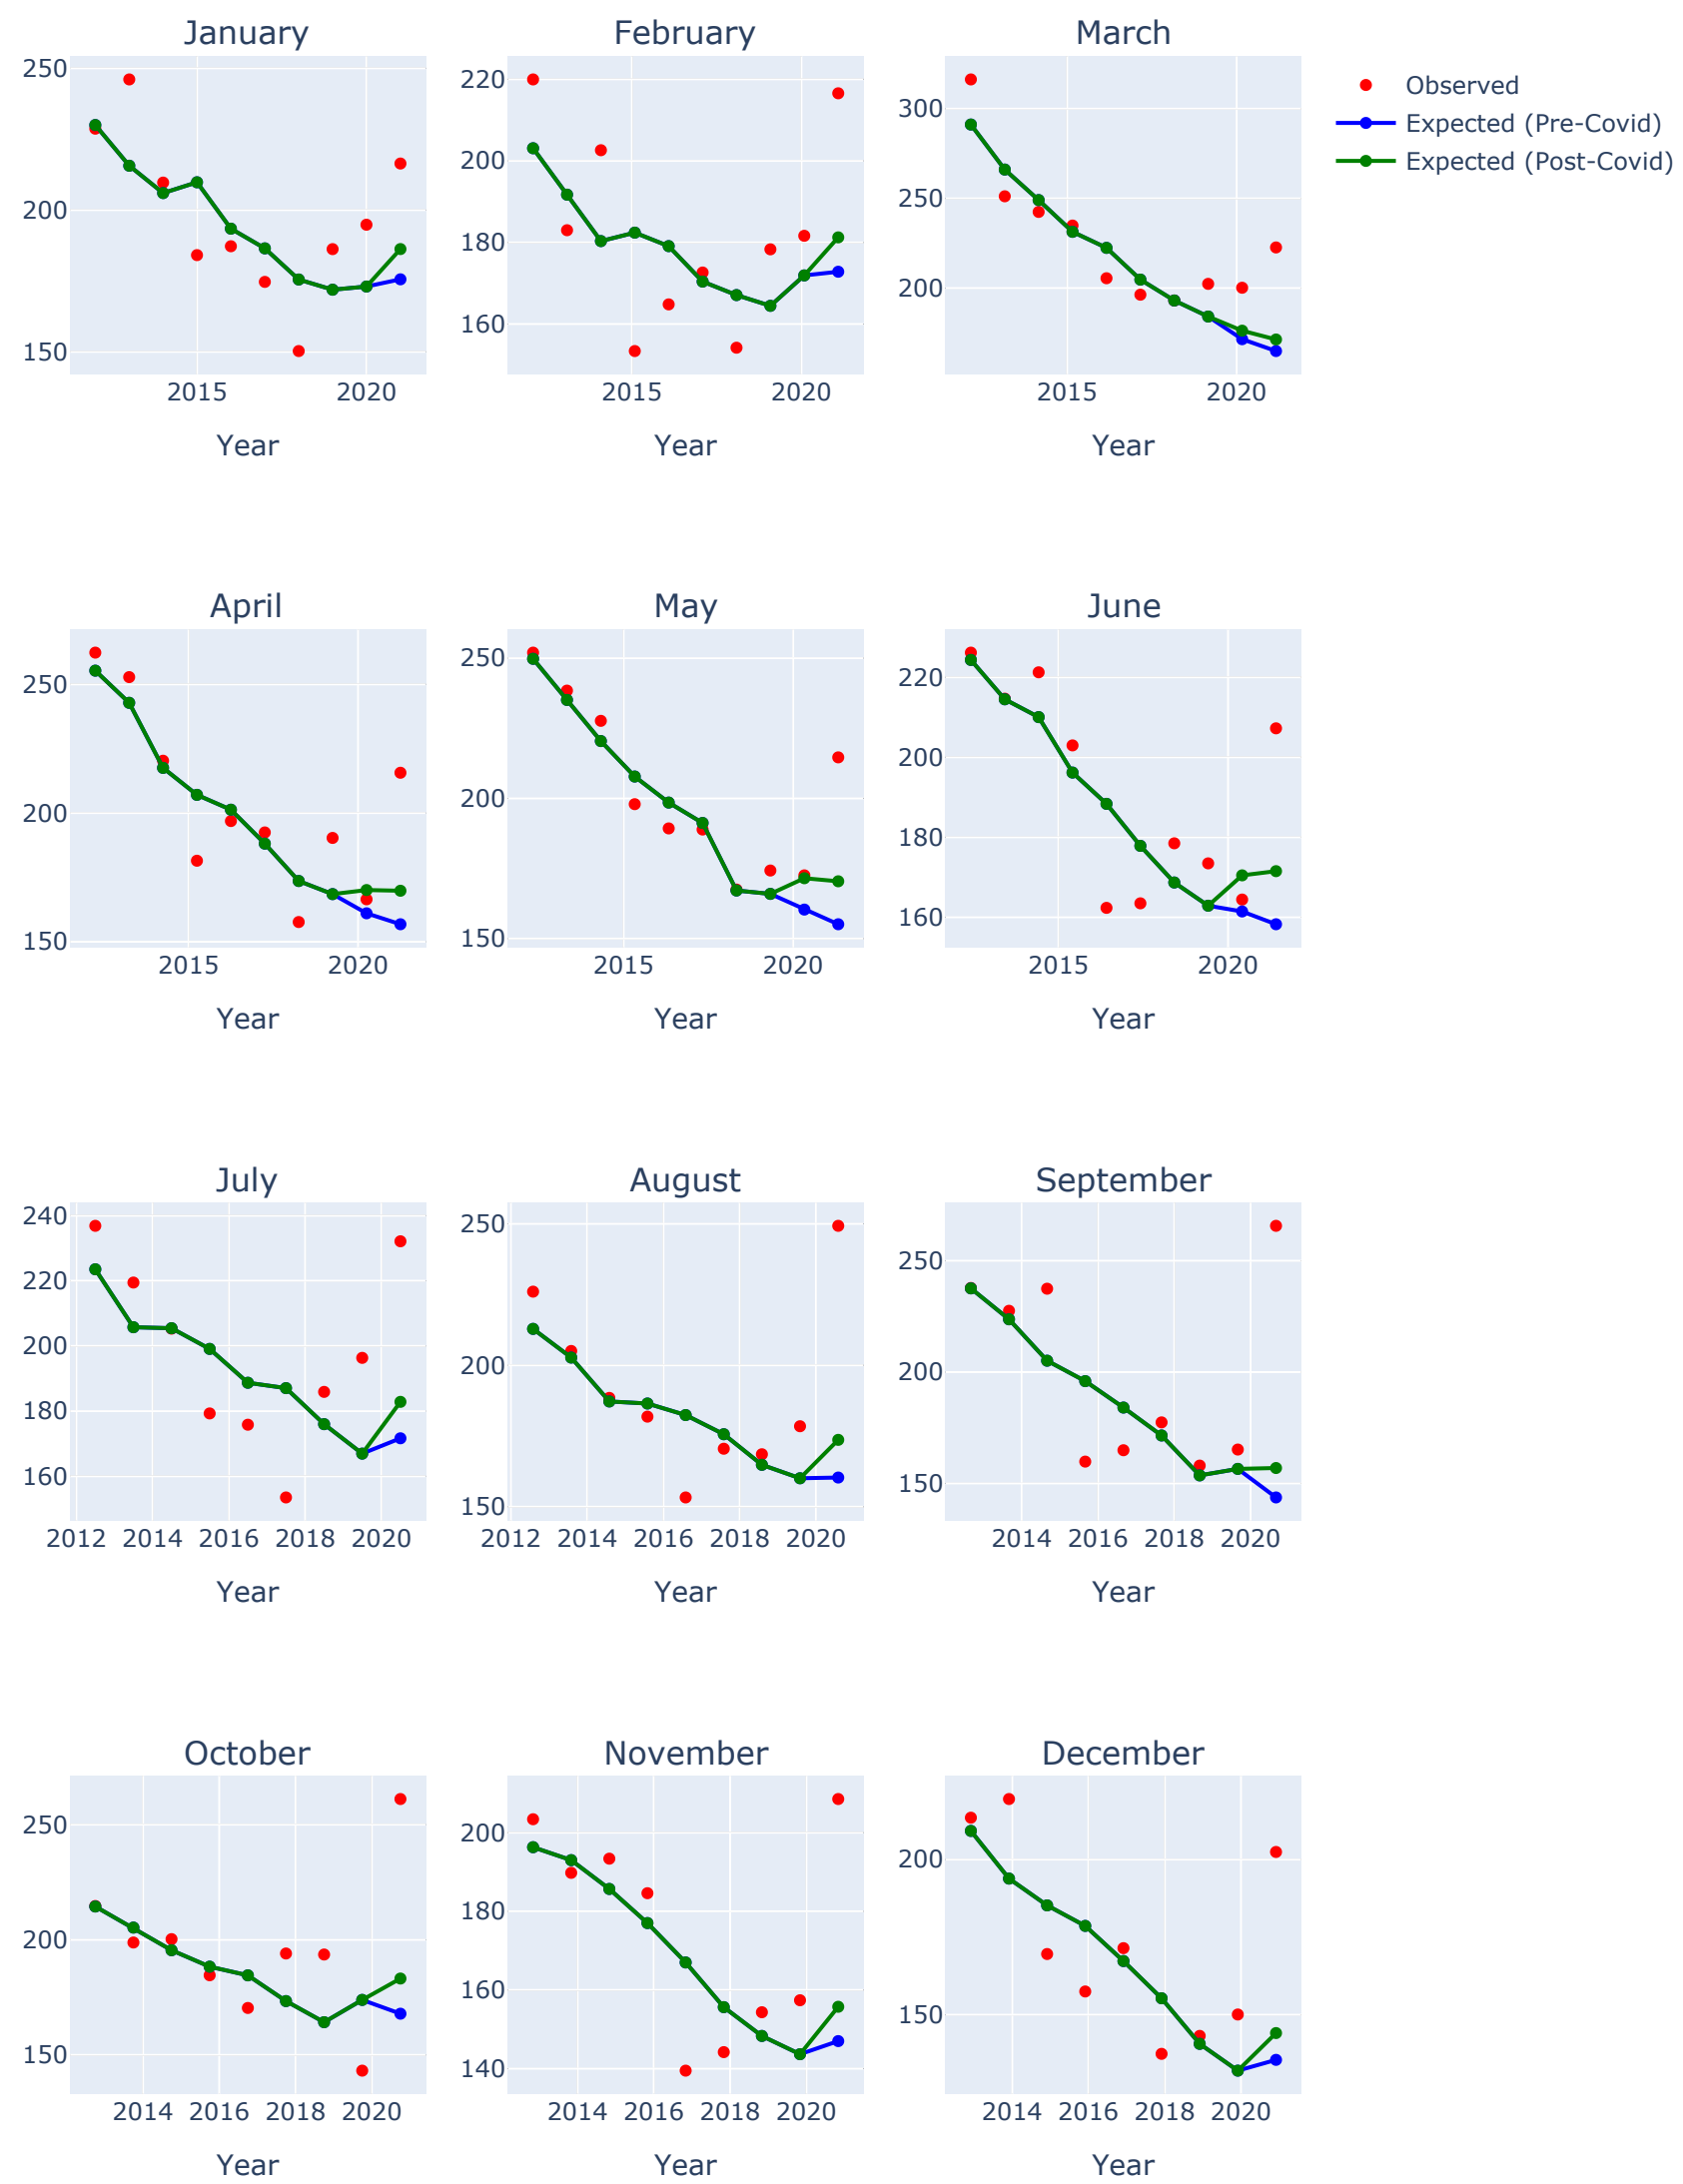 January February March
250
200
150
2015 2020
Year
220
200
180
160
2015 2020
Year
300
250
200
2015 2020
Year
Observed
Expected (Pre-Covid)
Expected (Post-Covid)
April May June
250
200
150
2015 2020
Year
250
200
150
2015 2020
Year
220
200
180
160
2015 2020
Year
July August September
240
220
200
180
160
2012 2014 2016 2018 2020
Year
250
200
150
2012 2014 2016 2018 2020
Year
250
200
150
2014 2016 2018 2020
Year
October November December
250
200
150
2014 2016 2018 2020
Year
200
180
160
140
2014 2016 2018 2020
Year
200
150
2014 2016 2018 2020
Year